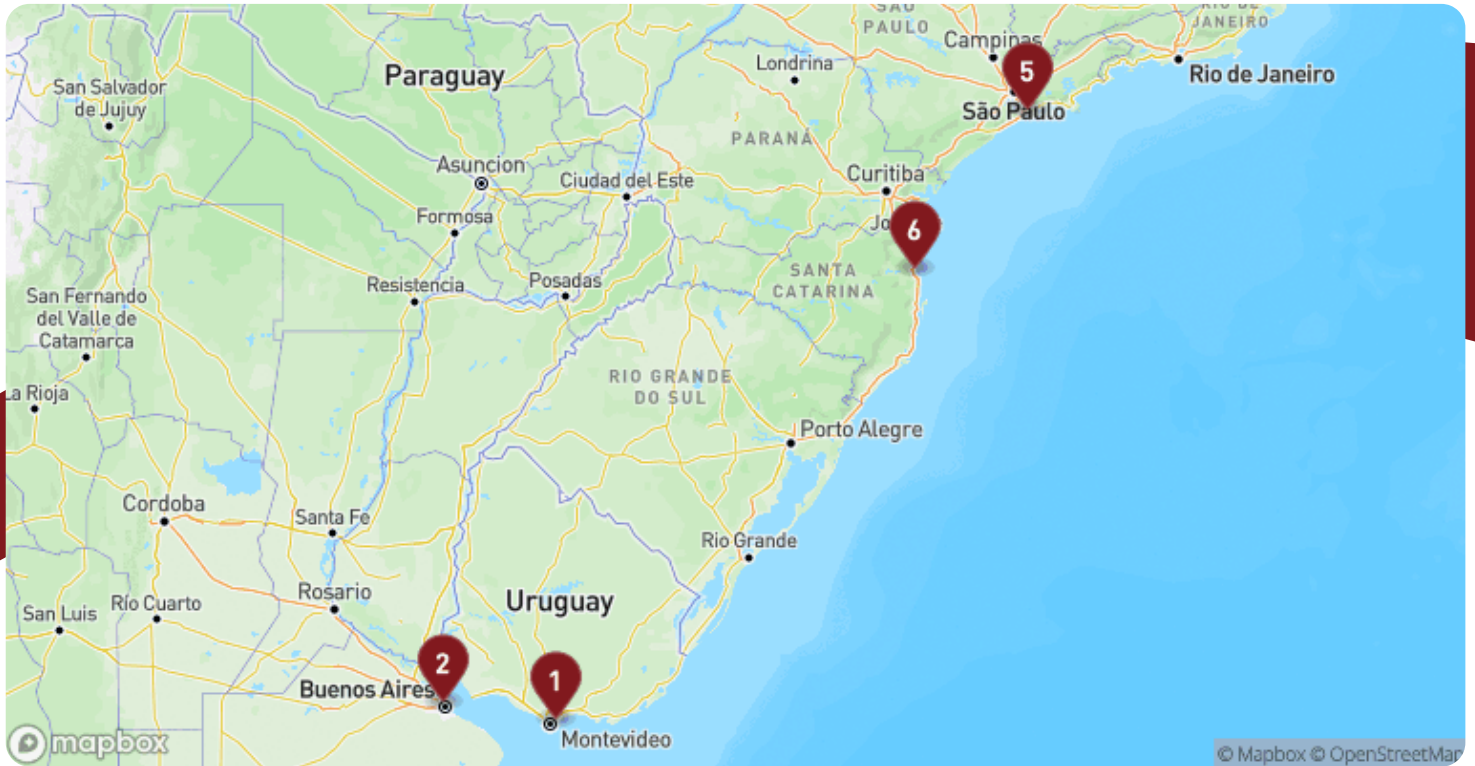 SÃO
PAULO
RIO DE
JANEIRO
Campinas
Londrina
5
Rio de Janeiro
São Paulo
Paraguay
San Salvador
de Jujuy
PARANÁ
Asuncion
Ciudad del Este
Curitiba
Formosa
Jo
6
Resistencia
Posadas
SANTA
CATARINA
San Fernando
del Valle de
Catamarca
La Rioja
RIO GRANDE
DO SUL
Porto Alegre
Cordoba
Santa Fe
Rio Grande
Rosario
Uruguay
San Luis
Río Cuarto
2
1
Buenos Aires
Montevideo
mapbox
© Mapbox © OpenStreetMap